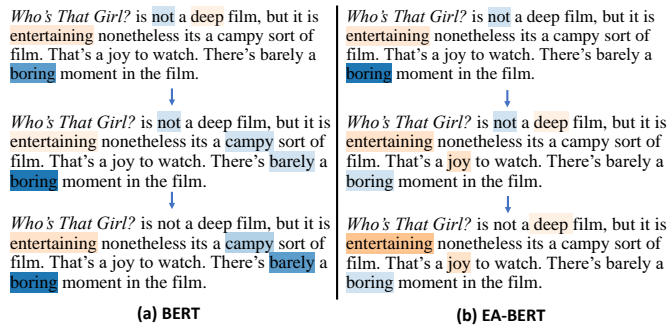 Who's That Girl? is not a deep film, but it is
entertaining nonetheless its a campy sort of
film. That's a joy to watch. There's barely a
boring moment in the film.
Who's That Girl? is not a deep film, but it is
entertaining nonetheless its a campy sort of
film. That's a joy to watch. There's barely a
boring moment in the film.
Who's That Girl? is not a deep film, but it is
entertaining nonetheless its a campy sort of
film. That's a joy to watch. There's barely a
boring moment in the film.
(a) BERT
Who's That Girl? is not a deep film, but it is
entertaining nonetheless its a campy sort of
film. That's a joy to watch. There's barely a
boring moment in the film.
Who's That Girl? is not a deep film, but it is
entertaining nonetheless its a campy sort of
film. That's a joy to watch. There's barely a
boring moment in the film.
Who's That Girl? is not a deep film, but it is
entertaining nonetheless its a campy sort of
film. That's a joy to watch. There's barely a
boring moment in the film.
(b) EA-BERT